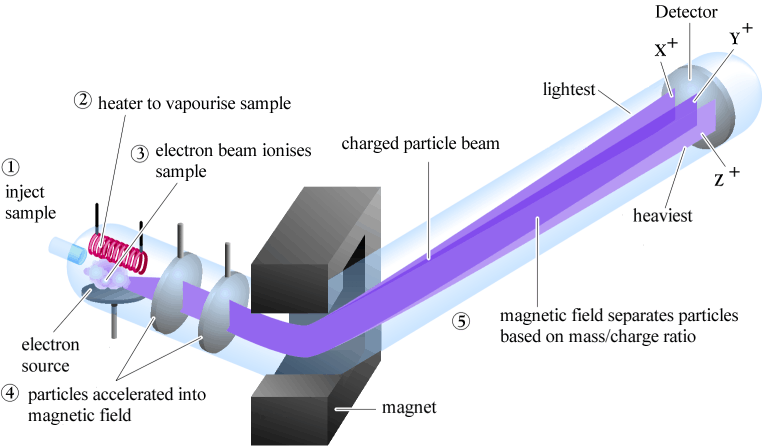 Detector
X+
Y+
② heater to vapourise sample
lightest
③ electron beam ionises
sample
charged particle beam
①
inject
sample
Z+
heaviest
⑤
magnetic field separates particles
based on mass/charge ratio
electron
source
④ particles accelerated into
magnetic field
magnet